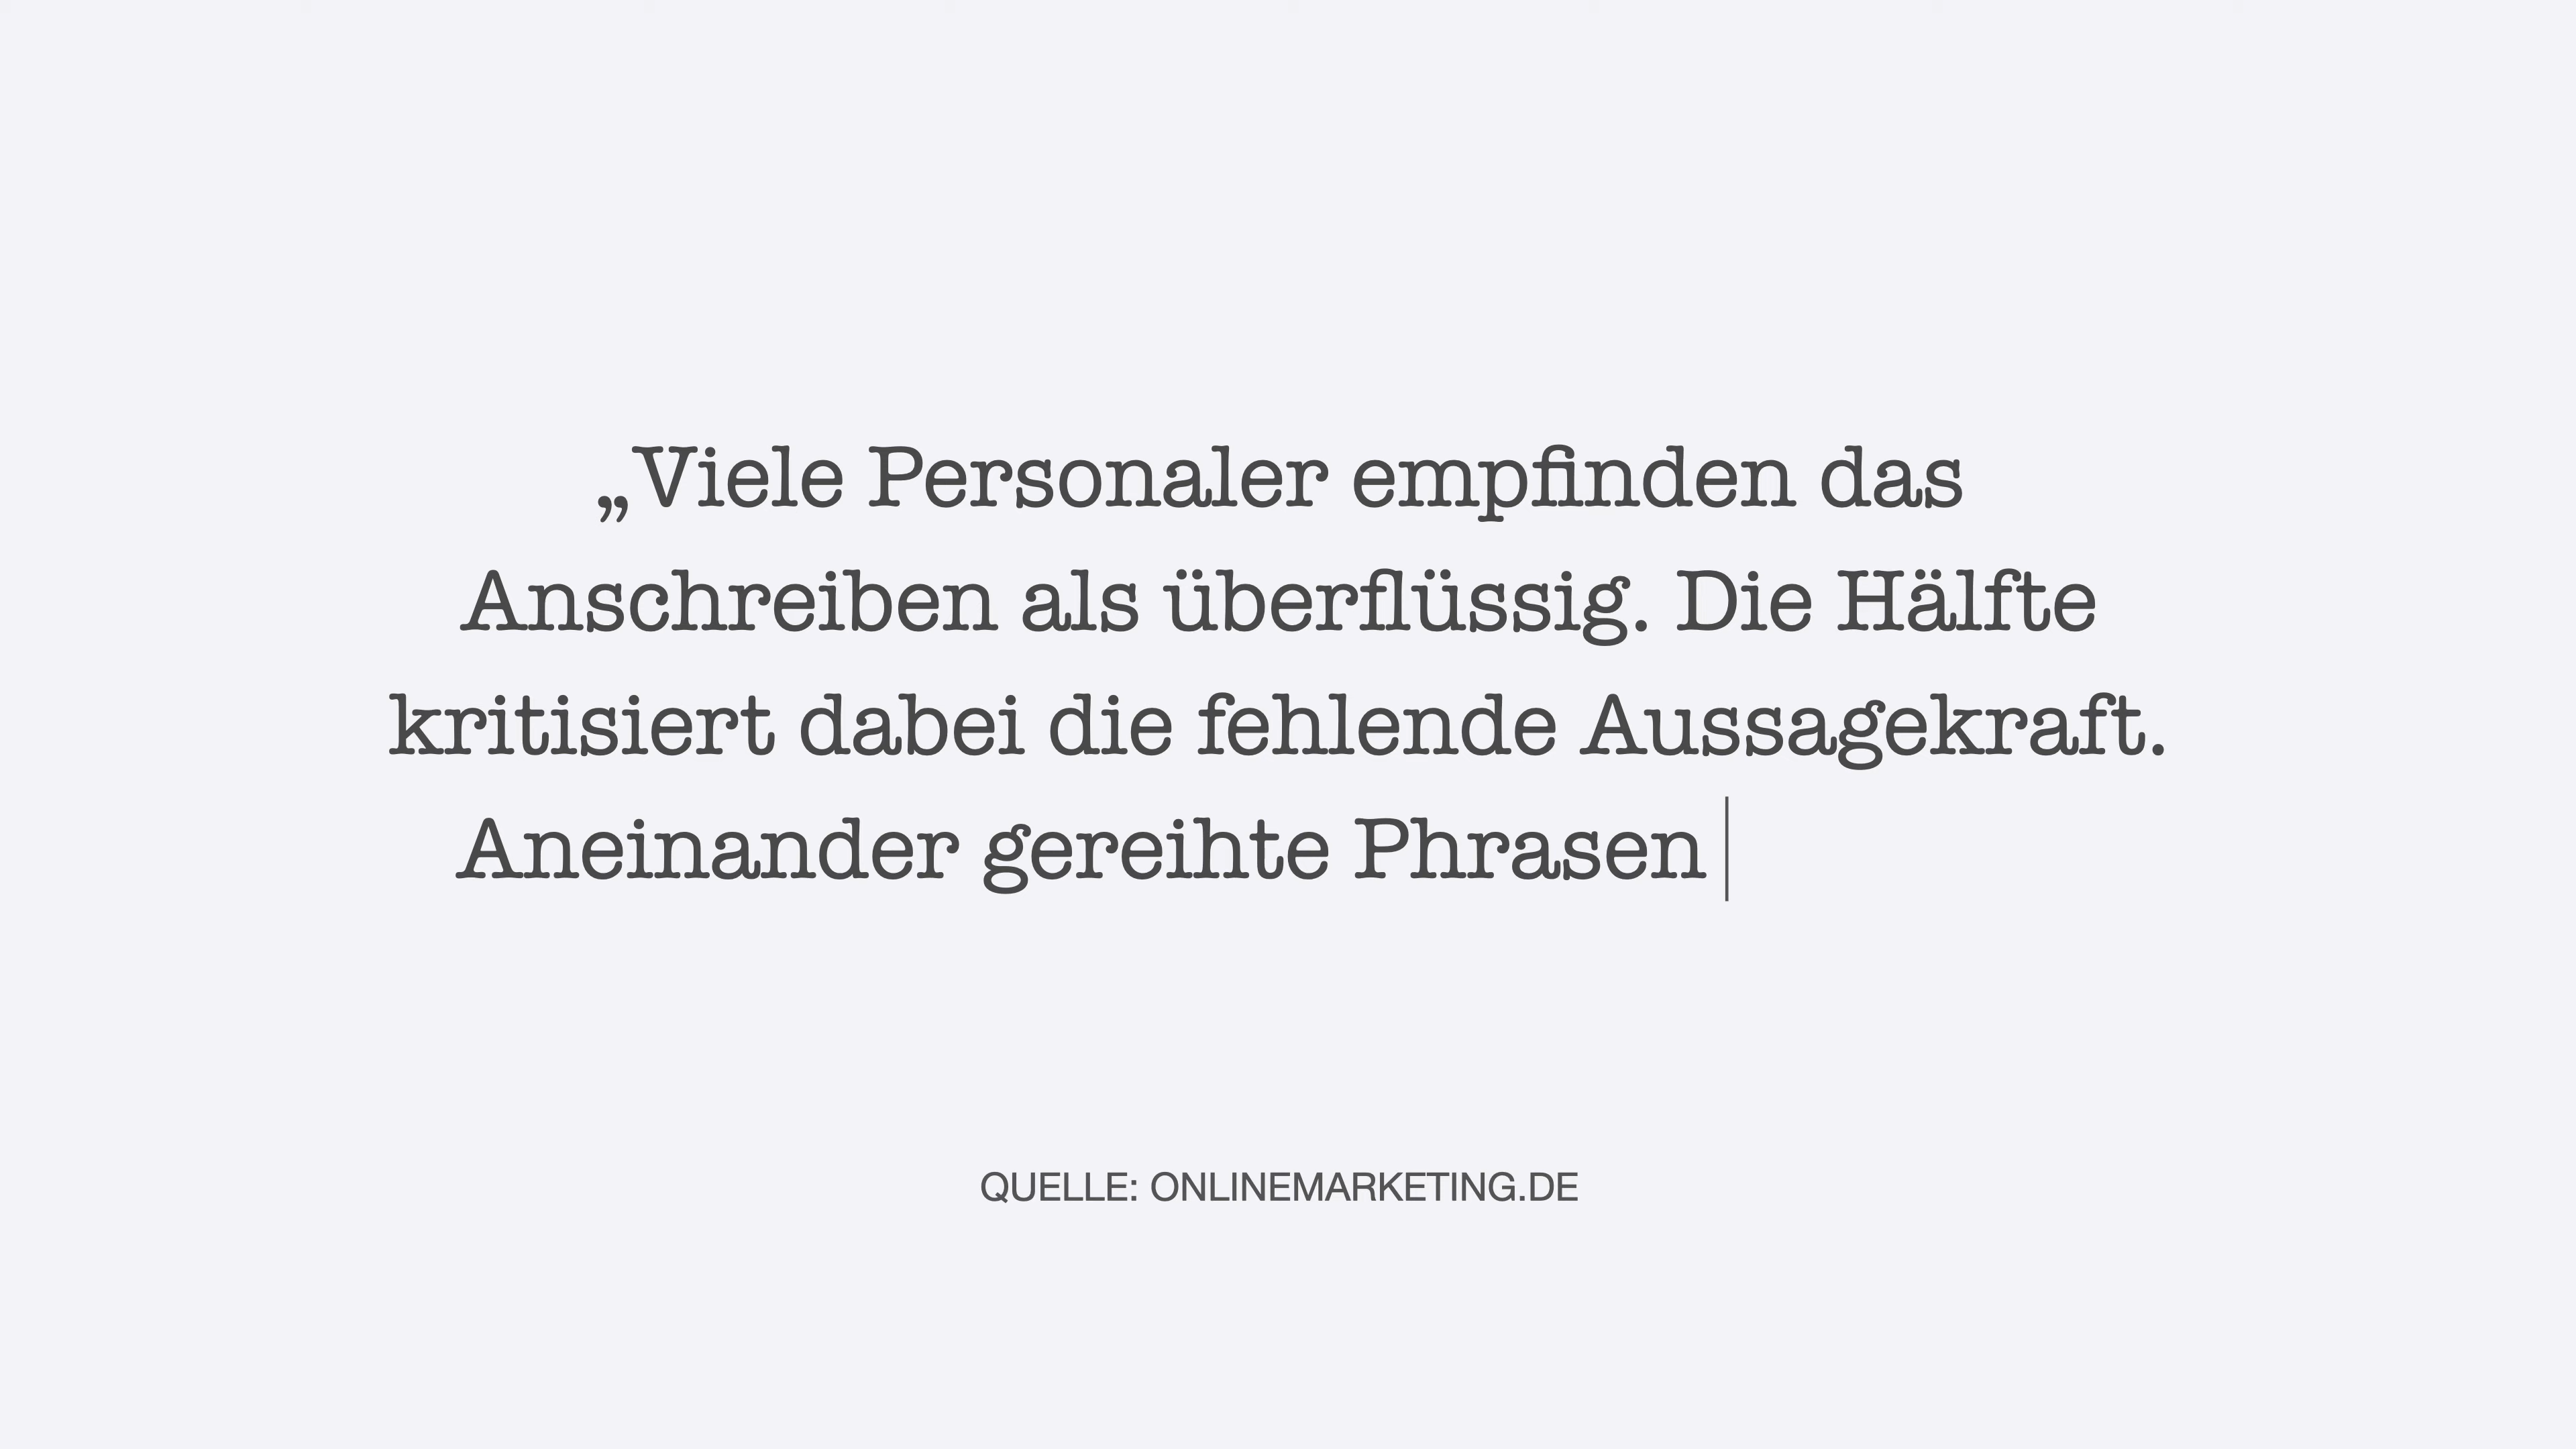 „Viele Personaler empfinden das
Anschreiben als überflüssig. Die Hälfte
kritisiert dabei die fehlende Aussagekraft.
Aneinander gereihte Phrasen
QUELLE: ONLINEMARKETING.DE